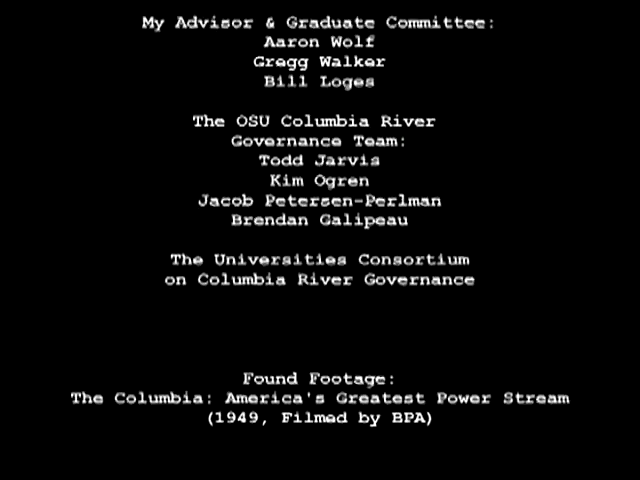 My Advisor & Graduate Committee:
Aaron Wolf
Gregg Walker
Bill Loges
The OSU Columbia River
Governance Team:
Todd Jarvis
Kim Ogren
Jacob Petersen-Perlman
Brendan Galipeau
The Universities Consortium
on Columbia River Governance
Found Footage:
The Columbia: America's Greatest Power Stream
(1949, Filmed by BPA)